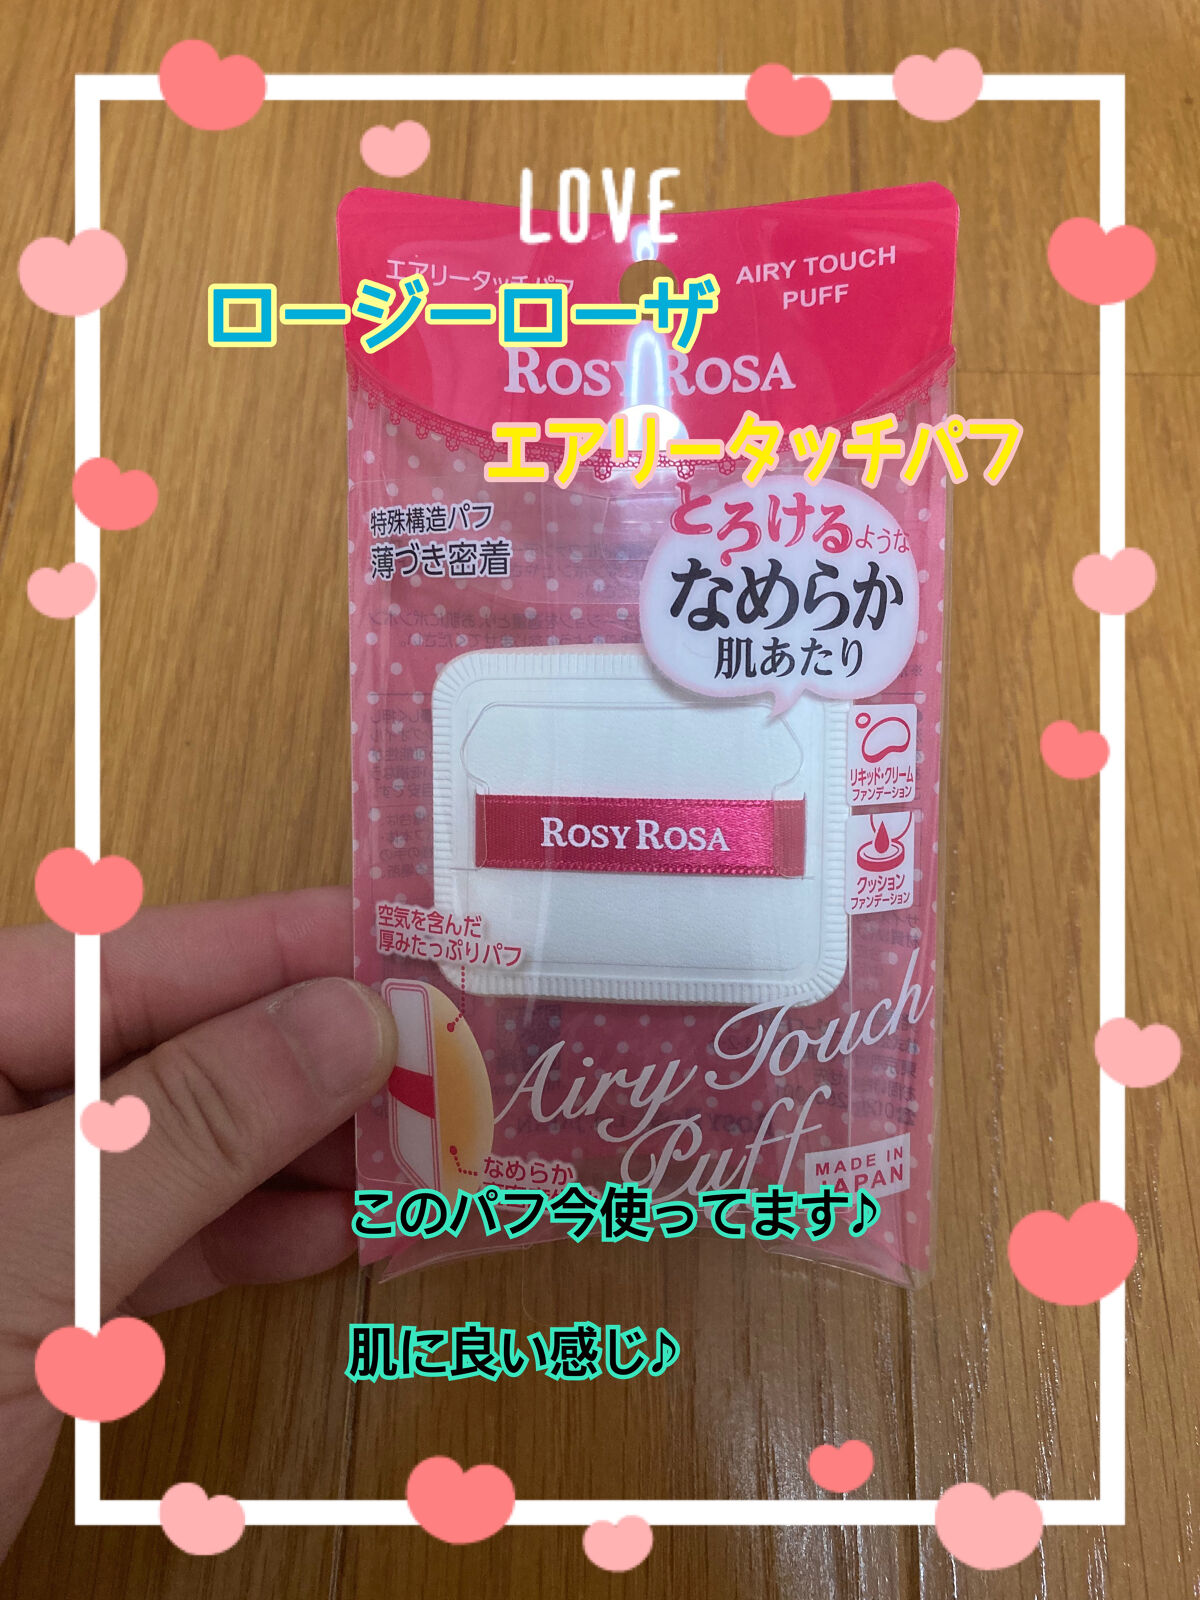 LOVE
エアリータッチパフ
AIRY TOUCH
PUFF
ロージーローザ
ROSY ROSA
エアリータッチパフ
特殊構造パフ
薄づき密着
とろけるような
なめらか
肌あたり
リキッド・クリーム
ファンデーション
ROSY ROSA
クッション
ファンデーション
空気を含んだ
厚みたっぷりパフ
Airy Touch
Puff
なめらか
MADE IN
JAPAN
このパフ今使ってます♪
肌に良い感じ♪